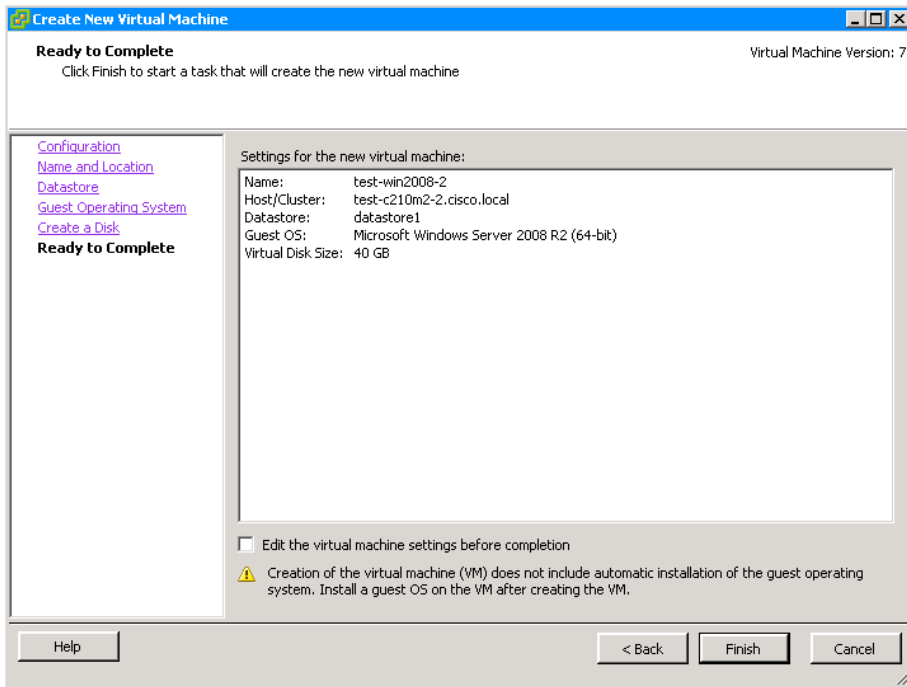 Create New Virtual Machine
Ready to Complete
Click Finish to start a task that will create the new virtual machine
Virtual Machine Version: 7
Configuration
Name and Location
Datastore
Guest Operating System
Create a Disk
Ready to Complete
Settings for the new virtual machine:
Name: test-win2008-2
Host/Cluster: test-c210m2-2.cisco.local
Datastore: datastore1
Guest OS: Microsoft Windows Server 2008 R2 (64-bit)
Virtual Disk Size: 40 GB
Edit the virtual machine settings before completion
Creation of the virtual machine (VM) does not include automatic installation of the guest operating
system. Install a guest OS on the VM after creating the VM.
Help
< Back
Finish
Cancel